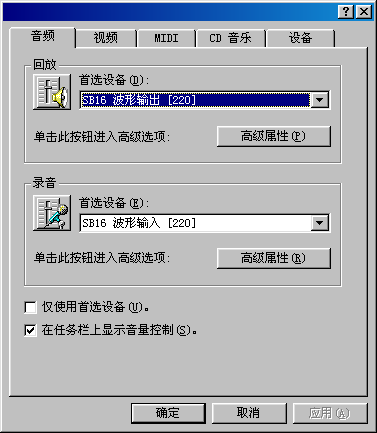 音频 视频 MIDI CD 音乐 设备
回放
首选设备(D):
SB16 波形输出 [220]
单击此按钮进入高级选项: 高级属性(P)
录音
首选设备(E):
SB16 波形输入 [220]
单击此按钮进入高级选项: 高级属性(R)
仅使用首选设备(U)。
在任务栏上显示音量控制(S)。
确定 取消 应用(A)